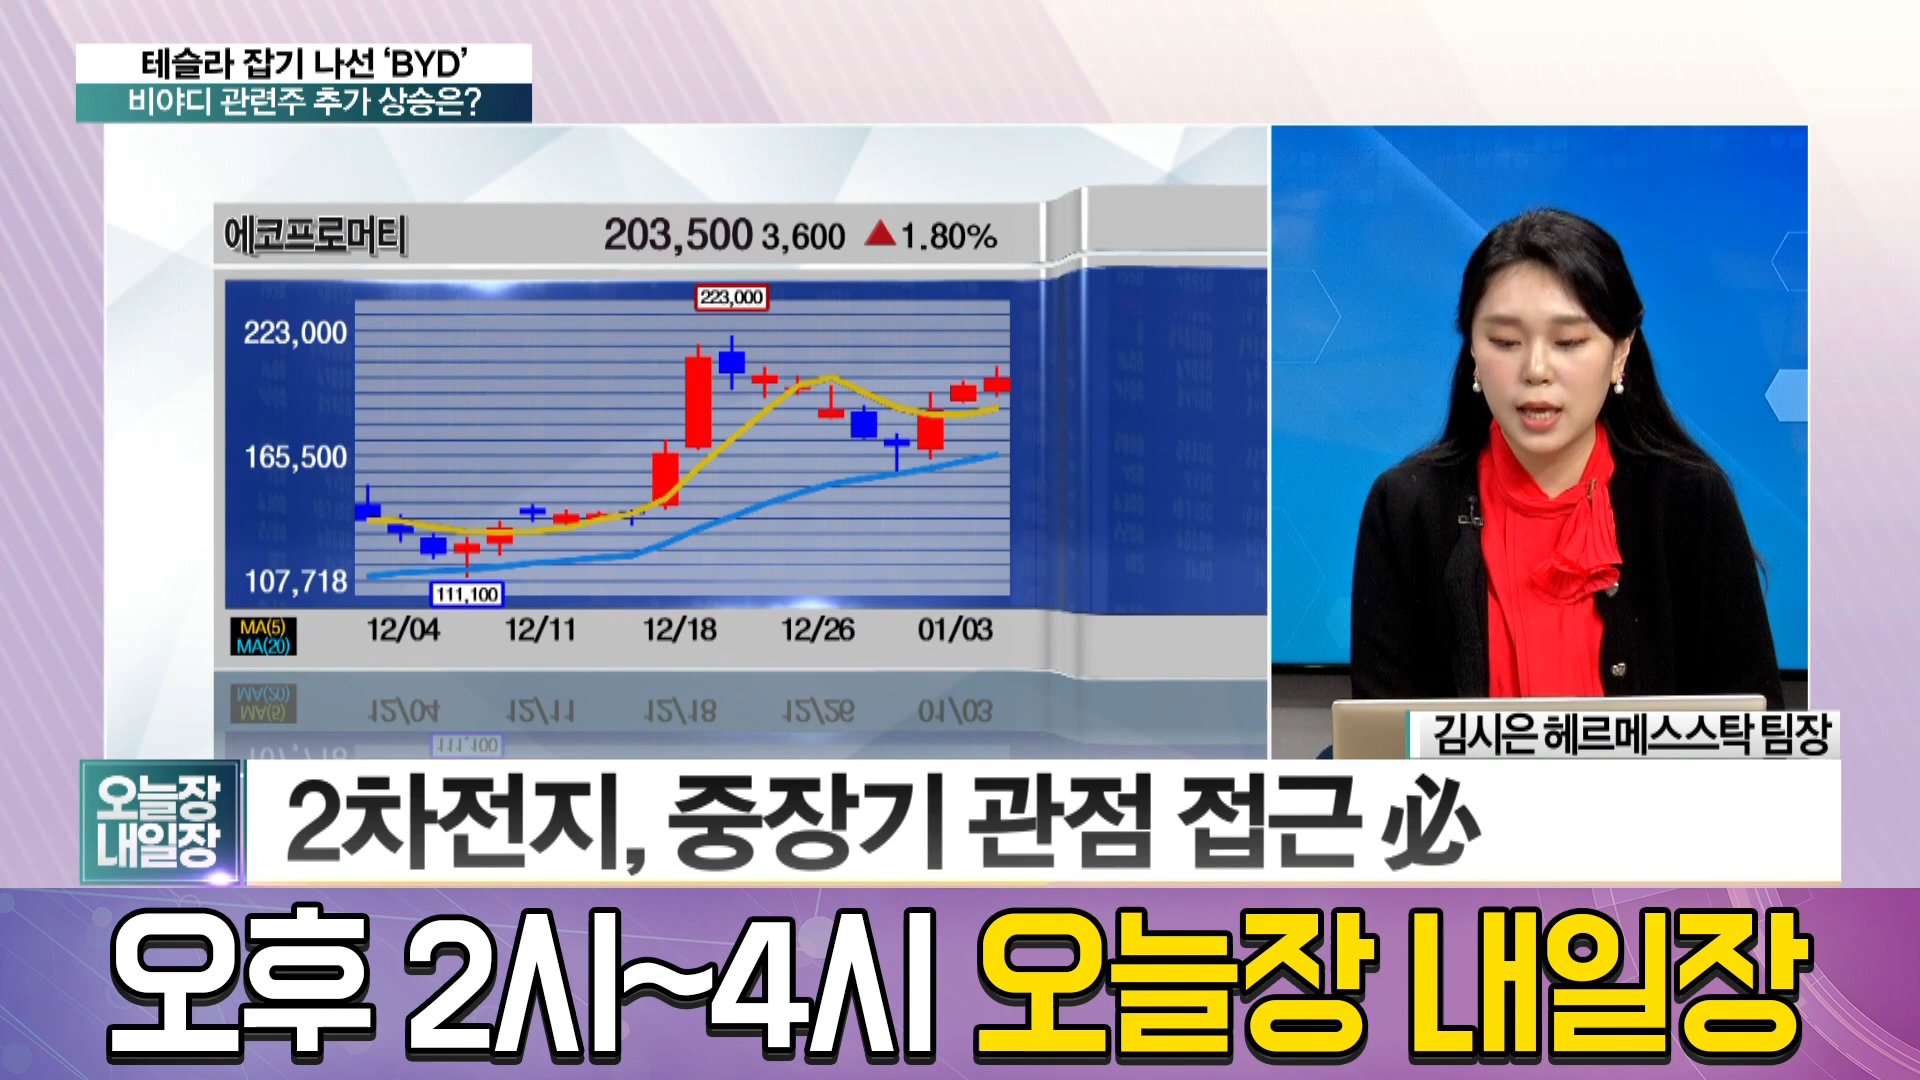 테슬라 잡기 나선 ‘BYD’
비야디 관련주 추가 상승은?
에코프로머티 203,500 3,600 ▲1.80%
223,000
223,000
165,500
107,718
111,100
MA(5)
MA(20)
12/04 12/11 12/18 12/26 01/03
김시은 헤르메스스탁 팀장
오늘장
내일장
2차전지, 중장기 관점 접근 必
오후 2시~4시 오늘장 내일장